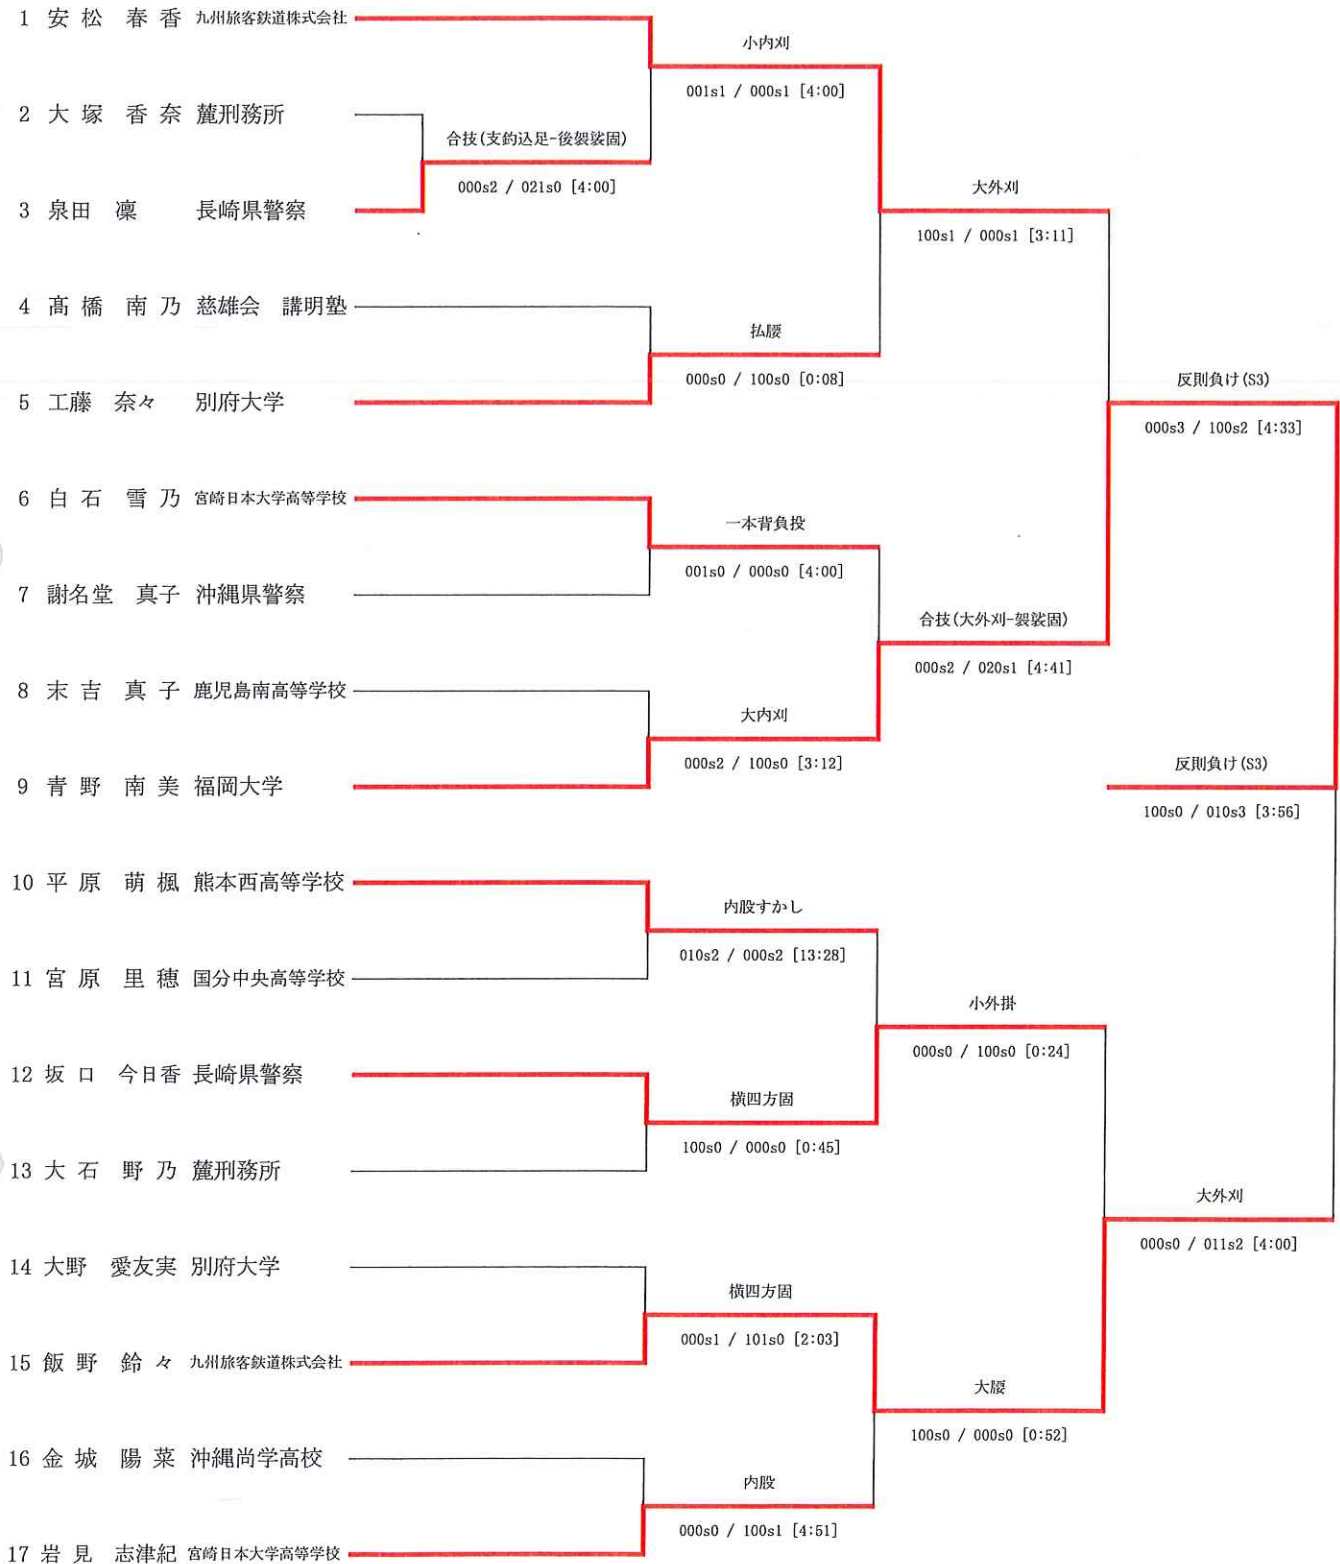 1 安松 春香 九州旅客鉄道株式会社
小内刈
001s1 / 000s1 [4:00]
2 大塚 香奈 麓刑務所
合技(支釣込足-後袈裟固)
000s2 / 021s0 [4:00]
大外刈
3 泉田 凜 長崎県警察
100s1 / 000s1 [3:11]
4 髙橋 南乃 慈雄会 講明塾
払腰
000s0 / 100s0 [0:08]
反則負け(S3)
5 工藤 奈々 別府大学
000s3 / 100s2 [4:33]
6 白石 雪乃 宮崎日本大学高等学校
一本背負投
001s0 / 000s0 [4:00]
7 謝名堂 真子 沖縄県警察
合技(大外刈-袈裟固)
000s2 / 020s1 [4:41]
8 末吉 真子 鹿児島南高等学校
大内刈
000s2 / 100s0 [3:12]
反則負け(S3)
9 青野 南美 福岡大学
100s0 / 010s3 [3:56]
10 平原 萌楓 熊本西高等学校
内股すかし
010s2 / 000s2 [13:28]
11 宮原 里穂 国分中央高等学校
小外掛
000s0 / 100s0 [0:24]
12 坂口 今日香 長崎県警察
横四方固
100s0 / 000s0 [0:45]
13 大石 野乃 麓刑務所
大外刈
000s0 / 011s2 [4:00]
14 大野 愛友実 別府大学
横四方固
000s1 / 101s0 [2:03]
15 飯野 鈴々 九州旅客鉄道株式会社
大腰
100s0 / 000s0 [0:52]
16 金城 陽菜 沖縄尚学高校
内股
000s0 / 100s1 [4:51]
17 岩見 志津紀 宮崎日本大学高等学校